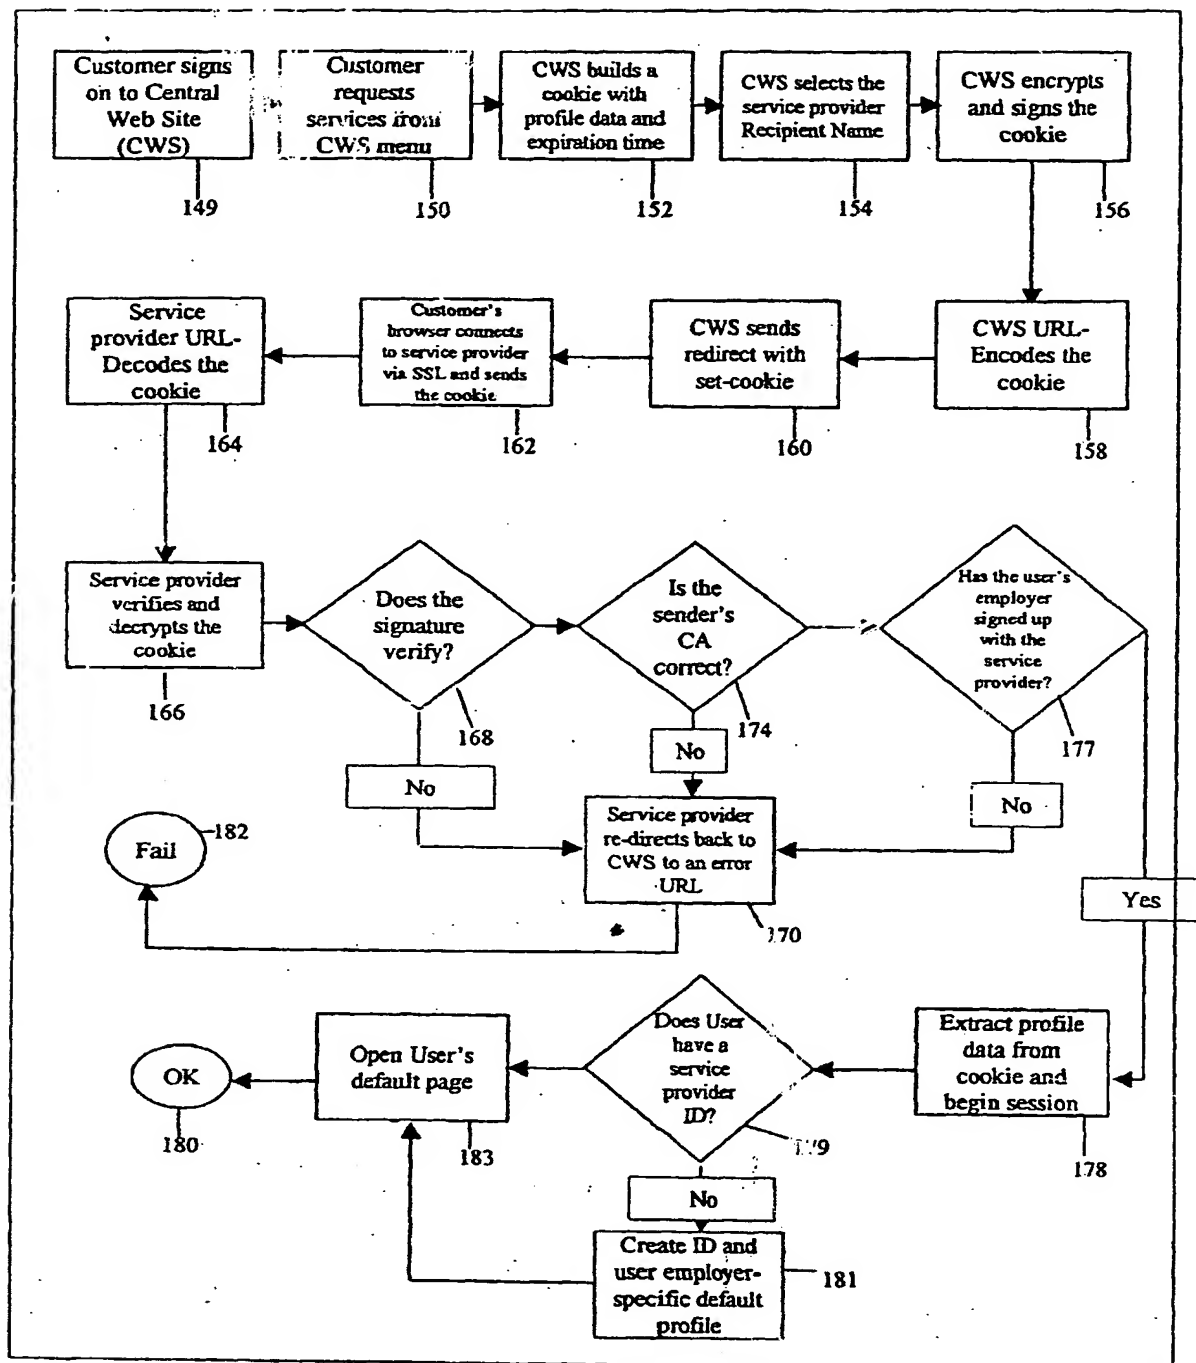 Customer signs
on to Central
Web Site
(CWS)
149
Customer
requests
services from
CWS menu
150
CWS builds a
cookie with
profile data and
expiration time
152
CWS selects the
service provider
Recipient Name
154
CWS encrypts
and signs the
cookie
156
Service
provider URL-
Decodes the
cookie
164
Customer's
browser connects
to service provider
via SSL and sends
the cookie
162
CWS sends
redirect with
set-cookie
160
CWS URL-
Encodes the
cookie
158
Service provider
verifies and
decrypts the
cookie
166
Does the
signature
verify?
168
No
Is the
sender's
CA
correct?
174
No
Has the user's
employer
signed up
with the
service
provider?
177
No
Yes
Fail
182
Service provider
re-directs back to
CWS to an error
URL
170
OK
180
Open User's
default page
183
Does User
have a
service
provider
ID?
No
Extract profile
data from
cookie and
begin session
178
Create ID and
user employer-
specific default
profile
181